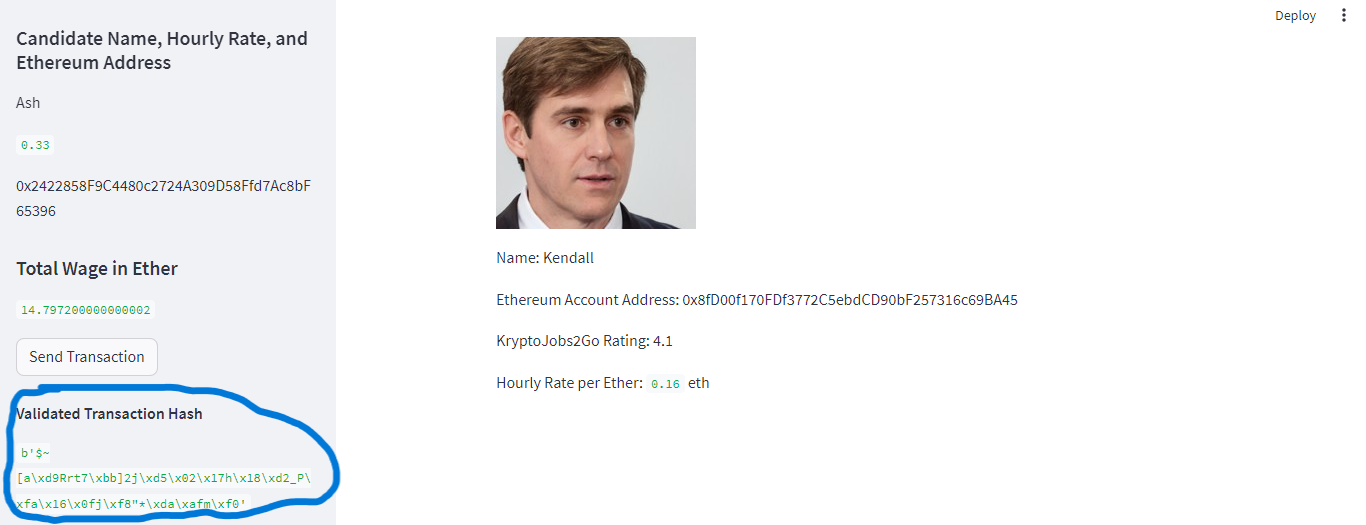 Deploy
Candidate Name, Hourly Rate, and
Ethereum Address
Ash
0.33
0x2422858F9C4480c2724A309D58Ffd7Ac8bF
65396
Total Wage in Ether
14.797200000000002
Send Transaction
Validated Transaction Hash
b'$~
[a\xd9Rrt7\xbb]2j\xd5\x02\x17h\x18\xd2_P\
xfa\x16\x0fj\xf8"*\xda\xafm\xf0'
Name: Kendall
Ethereum Account Address: 0x8fD00f170FDf3772C5ebdCD90bF257316c69BA45
KryptoJobs2Go Rating: 4.1
Hourly Rate per Ether: 0.16 eth